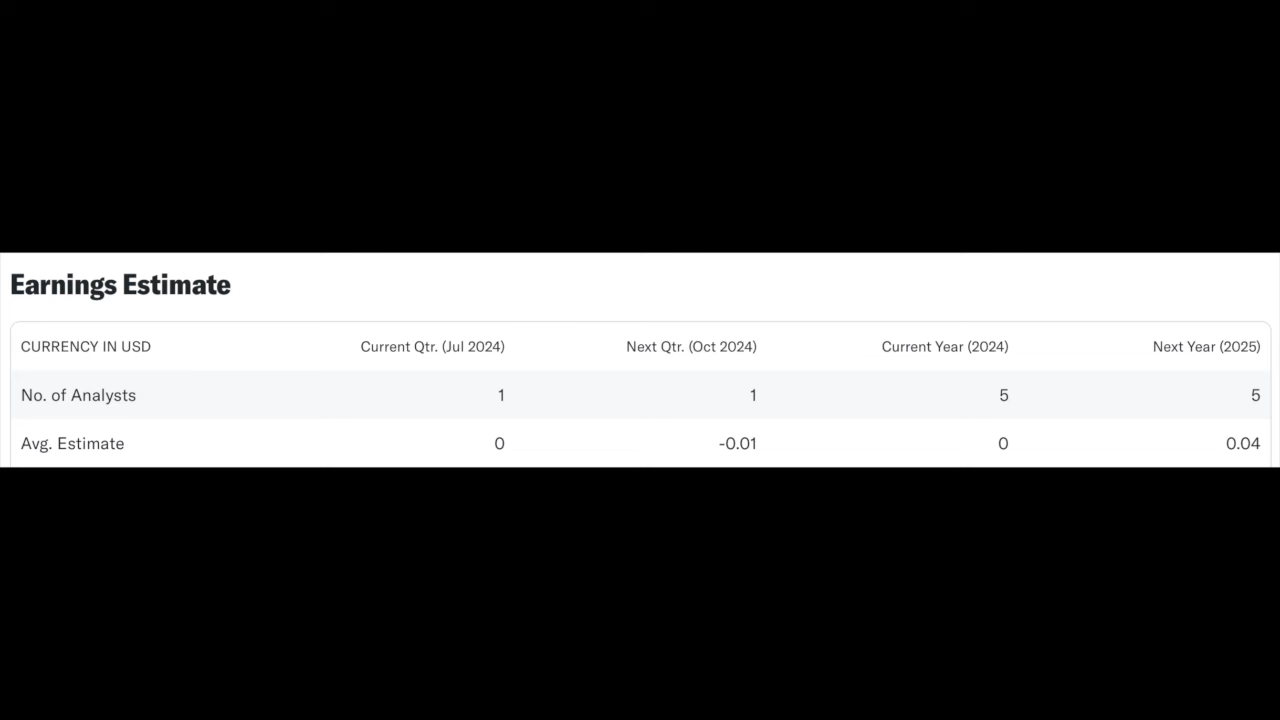 Earnings Estimate
CURRENCY IN USD Current Qtr. (Jul 2024) Next Qtr. (Oct 2024) Current Year (2024) Next Year (2025)
No. of Analysts 1 1 5 5
Avg. Estimate 0 -0.01 0 0.04